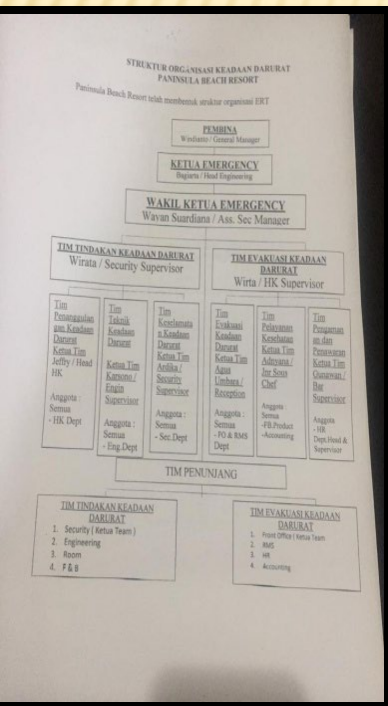 STRUKTUR ORGANISASI KEADAAN DARURAT
PANINSULA BEACH RESORT
Paninsula Beach Resort telah membentuk struktur organisasi ERT
PEMBINA
Windianto / General Manager
KETUA EMERGENCY
Bagiarta / Head Engineering
WAKIL KETUA EMERGENCY
Wayan Suardiana / Ass. Sec Manager
TIM TINDAKAN KEADAAN DARURAT
Wirata / Security Supervisor
TIM EVAKUASI KEADAAN
DARURAT
Wirta / HK Supervisor
Tim
Penanggulan
gan Keadaan
Darurat
Ketua Tim
Jeffry / Head
HK
Anggota :
Semua
- HK Dept
Tim
Teknik
Keadaan
Darurat
Ketua Tim
Karsono /
Engin
Supervisor
Anggota :
Semua
- Eng.Dept
Tim
Keselamata
n Keadaan
Darurat
Ketua Tim
Ardika /
Security
Supervisor
Anggota :
Semua
- Sec.Dept
Tim
Evakuasi
Keadaan
Darurat
Ketua Tim
Agus
Umbara /
Reception
Anggota :
Semua
- FO & RMS
Dept
Tim
Pelayanan
Kesehatan
Ketua Tim
Adnyana /
Jnr Sous
Chef
Anggota
Semua
-FB.Product
-Accounting
Tim
Pengaman
an dan
Penawaran
Ketua Tim
Gunawan /
Bar
Supervisor
Anggota
- HR
Dept.Head &
Supervisor
TIM PENUNJANG
TIM TINDAKAN KEADAAN
DARURAT
1. Security ( Ketua Team )
2. Engineering
3. Room
4. F & B
TIM EVAKUASI KEADAAN
DARURAT
1. Front Office ( Ketua Team
2. RMS
3. HR
4. Accounting